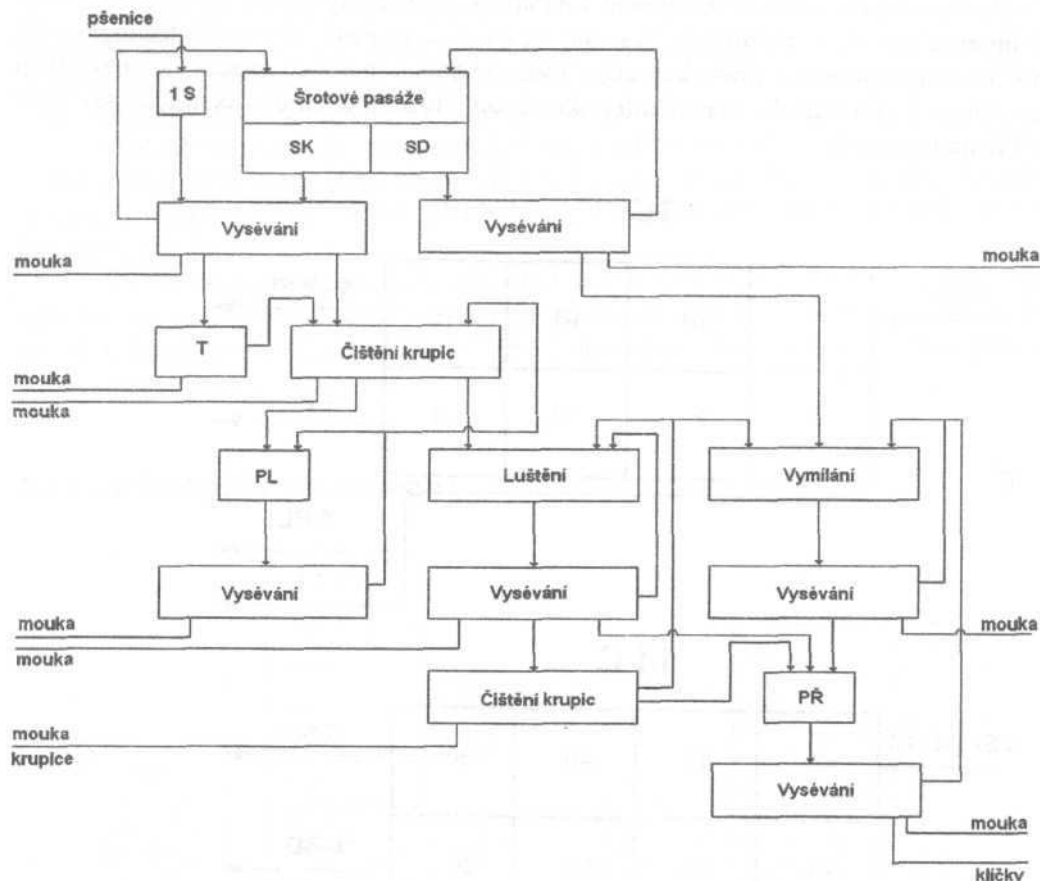 pšenice
1 S
Šrotové pasáže
SK
SD
Vysévání
Vysévání
mouka
mouka
T
Čištění krupic
mouka
mouka
PL
Luštění
Vymílání
Vysévání
Vysévání
Vysévání
mouka
mouka
mouka
Čištění krupic
PŘ
mouka
krupice
Vysévání
mouka
klíčky